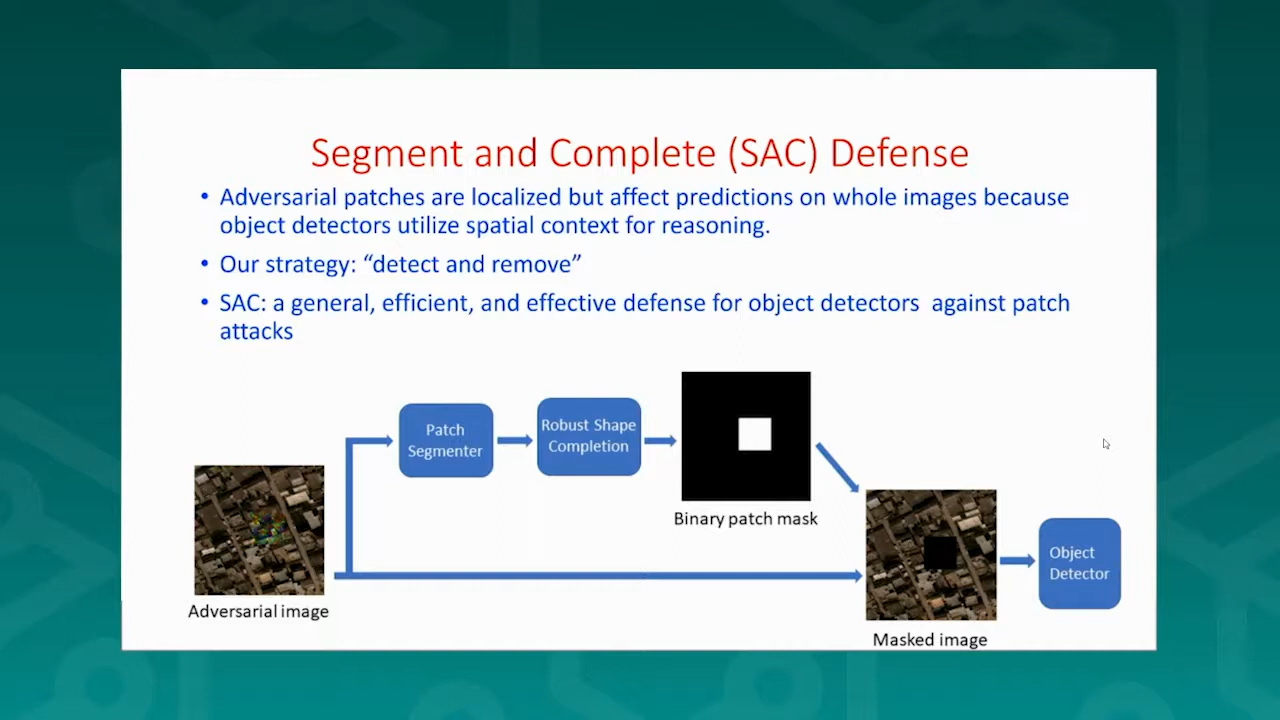 Segment and Complete (SAC) Defense
• Adversarial patches are localized but affect predictions on whole images because
object detectors utilize spatial context for reasoning.
• Our strategy: “detect and remove”
• SAC: a general, efficient, and effective defense for object detectors against patch
attacks
Patch
Segmenter
Robust Shape
Completion
Binary patch mask
Adversarial image
Masked image
Object
Detector